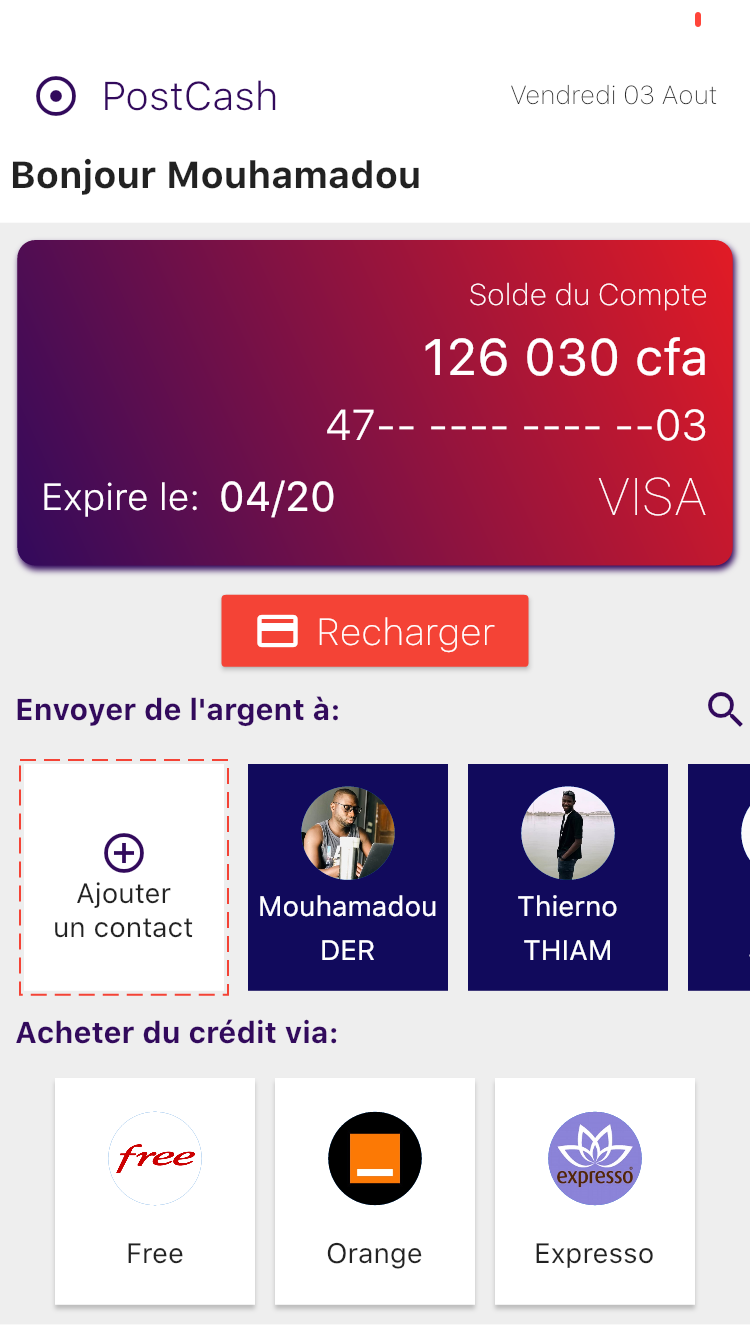 PostCash
Vendredi 03 Aout
Bonjour Mouhamadou
Solde du Compte
126 030 cfa
47-- ---- ---- --03
Expire le: 04/20
VISA
Recharger
Envoyer de l'argent à:
Ajouter
un contact
Mouhamadou
DER
Thierno
THIAM
Acheter du crédit via:
free
expresso
Free
Orange
Expresso